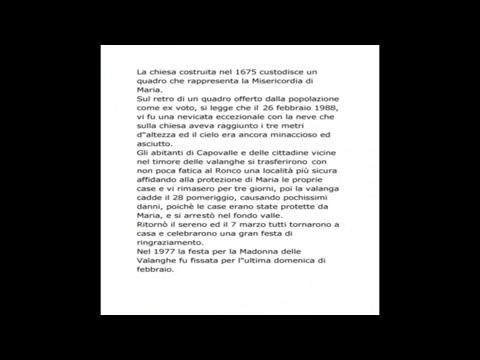 La chiesa costruita nel 1675 custodisce un
quadro che rappresenta la Misericordia di
Maria.
Sul retro di un quadro offerto dalla popolazione
come ex voto, si legge che il 26 febbraio 1988,
vi fu una nevicata eccezionale con la neve che
sulla chiesa aveva raggiunto i tre metri
d"altezza ed il cielo era ancora minaccioso ed
asciutto.
Gli abitanti di Capovalle e delle cittadine vicine
nel timore delle valanghe si trasferirono con
non poca fatica al Ronco una località più sicura
affidando alla protezione di Maria le proprie
case e vi rimasero per tre giorni, poi la valanga
cadde il 28 pomeriggio, causando pochissimi
danni, poichè le case erano state protette da
Maria, e si arrestò nel fondo valle.
Ritornò il sereno ed il 7 marzo tutti tornarono a
casa e celebrarono una gran festa di
ringraziamento.
Nel 1977 la festa per la Madonna delle
Valanghe fu fissata per l"ultima domenica di
febbraio.